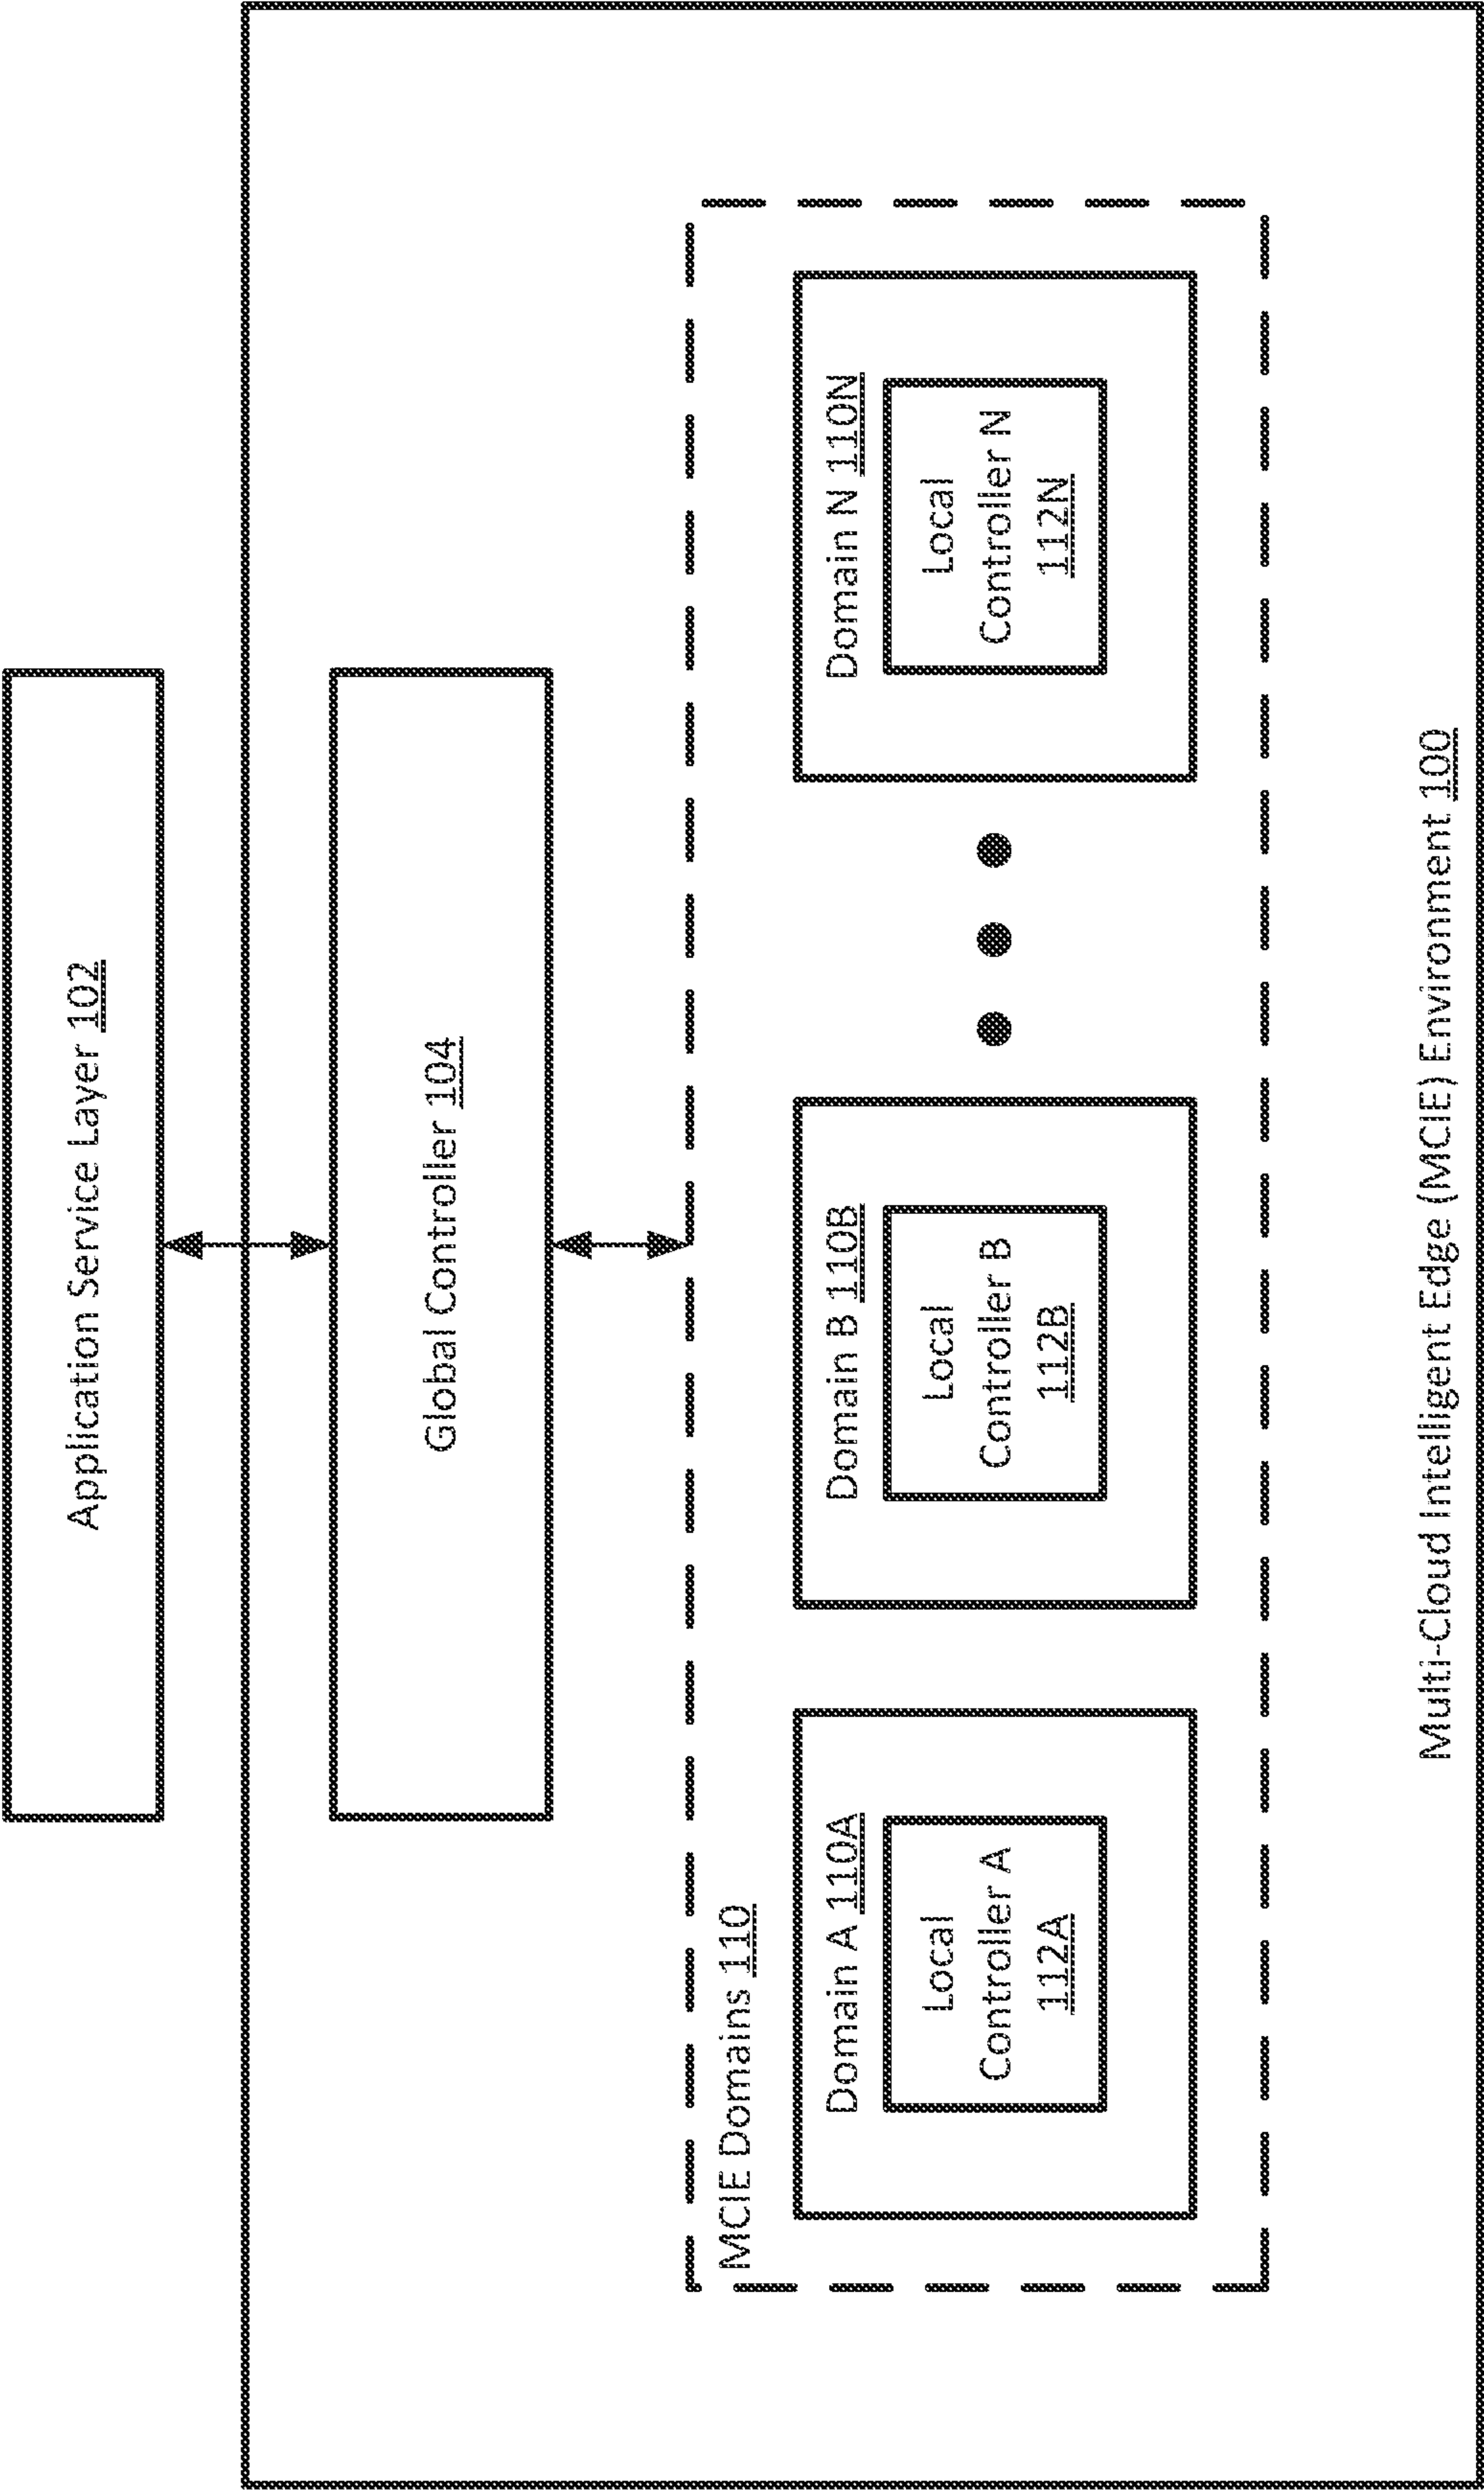 Application Service Layer 102
Global Controller 104
MCIE Domains 110
Domain A 110A
Local
Controller A
112A
Domain B 110B
Local
Controller B
112B
Domain N 110N
Local
Controller N
112N
Multi-Cloud Intelligent Edge (MCIE) Environment 100